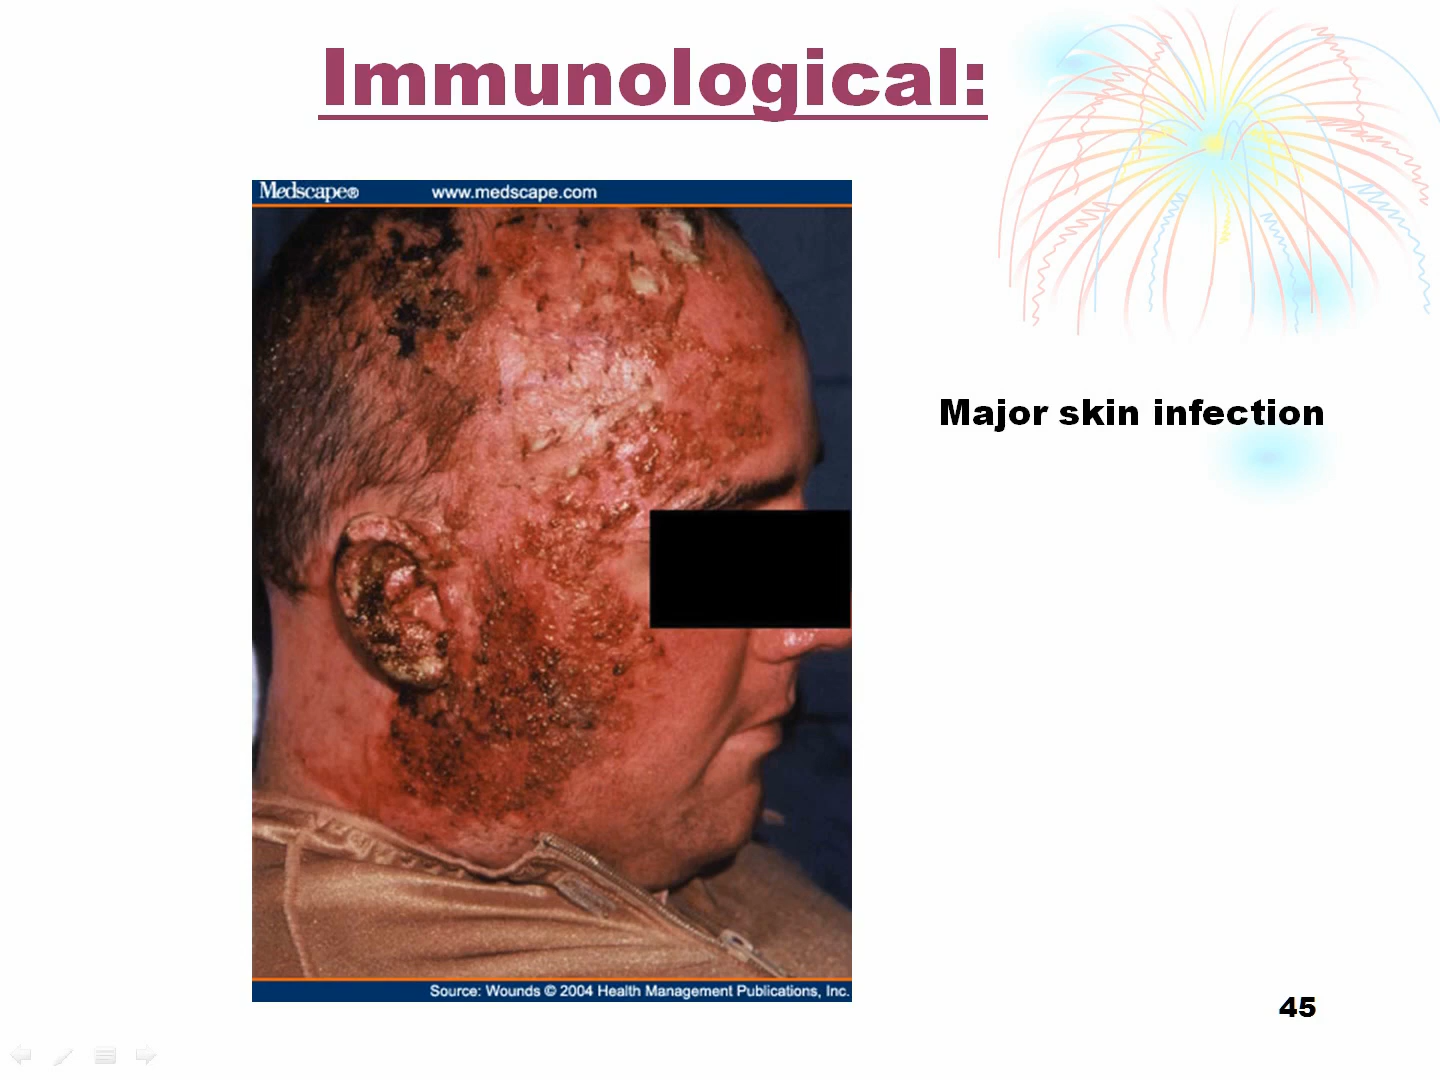 Immunological:
Medscape® www.medscape.com
Major skin infection
Source: Wounds © 2004 Health Management Publications, Inc.
45